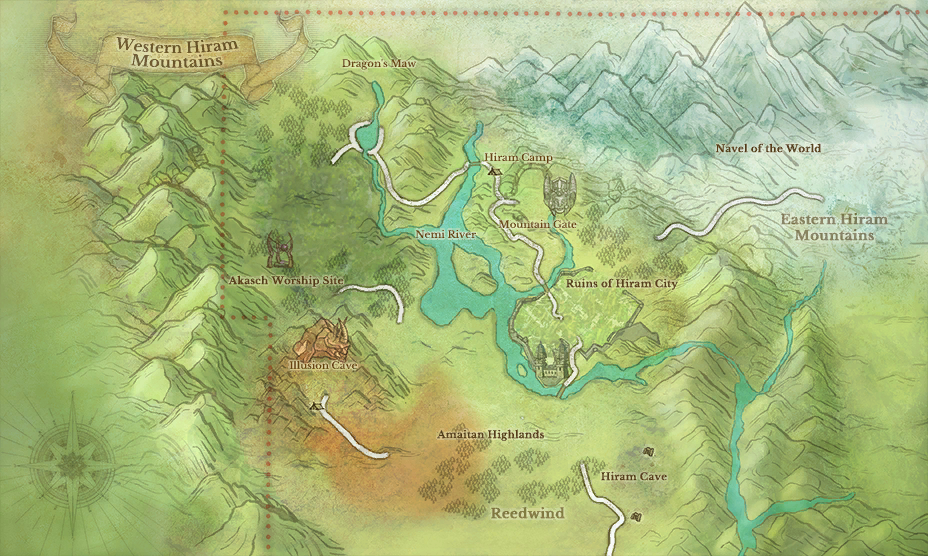 Western Hiram
Mountains
Dragon's Maw
Navel of the World
Hiram Camp
Eastern Hiram
Mountains
Mountain Gate
Nemi River
Akasch Worship Site
Ruins of Hiram City
Illusion Cave
Amaitan Highlands
Hiram Cave
Reedwind